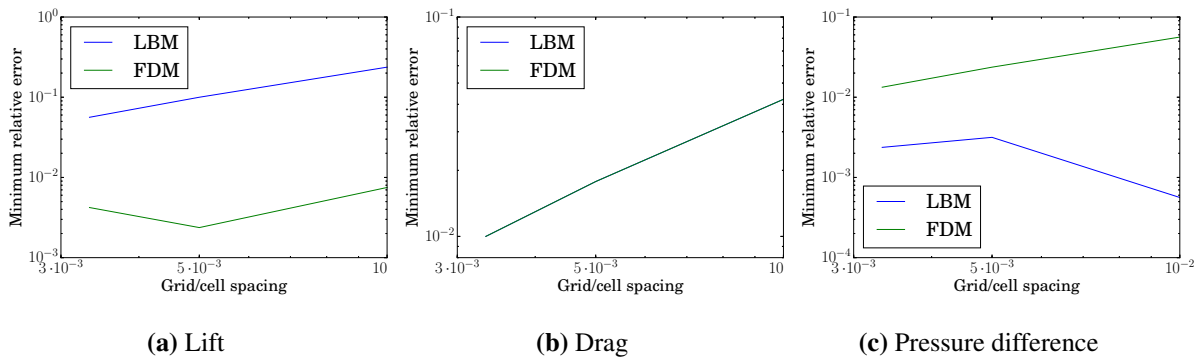 10^0
10^-1
10^-2
10^-3
Minimum relative error
LBM
FDM
3·10^-3
5·10^-3
10
Grid/cell spacing
(a) Lift
10^-1
10^-2
Minimum relative error
LBM
FDM
3·10^-3
5·10^-3
10
Grid/cell spacing
(b) Drag
10^0
10^-1
10^-2
10^-3
10^-4
Minimum relative error
LBM
FDM
3·10^-3
5·10^-3
10^-2
Grid/cell spacing
(c) Pressure difference